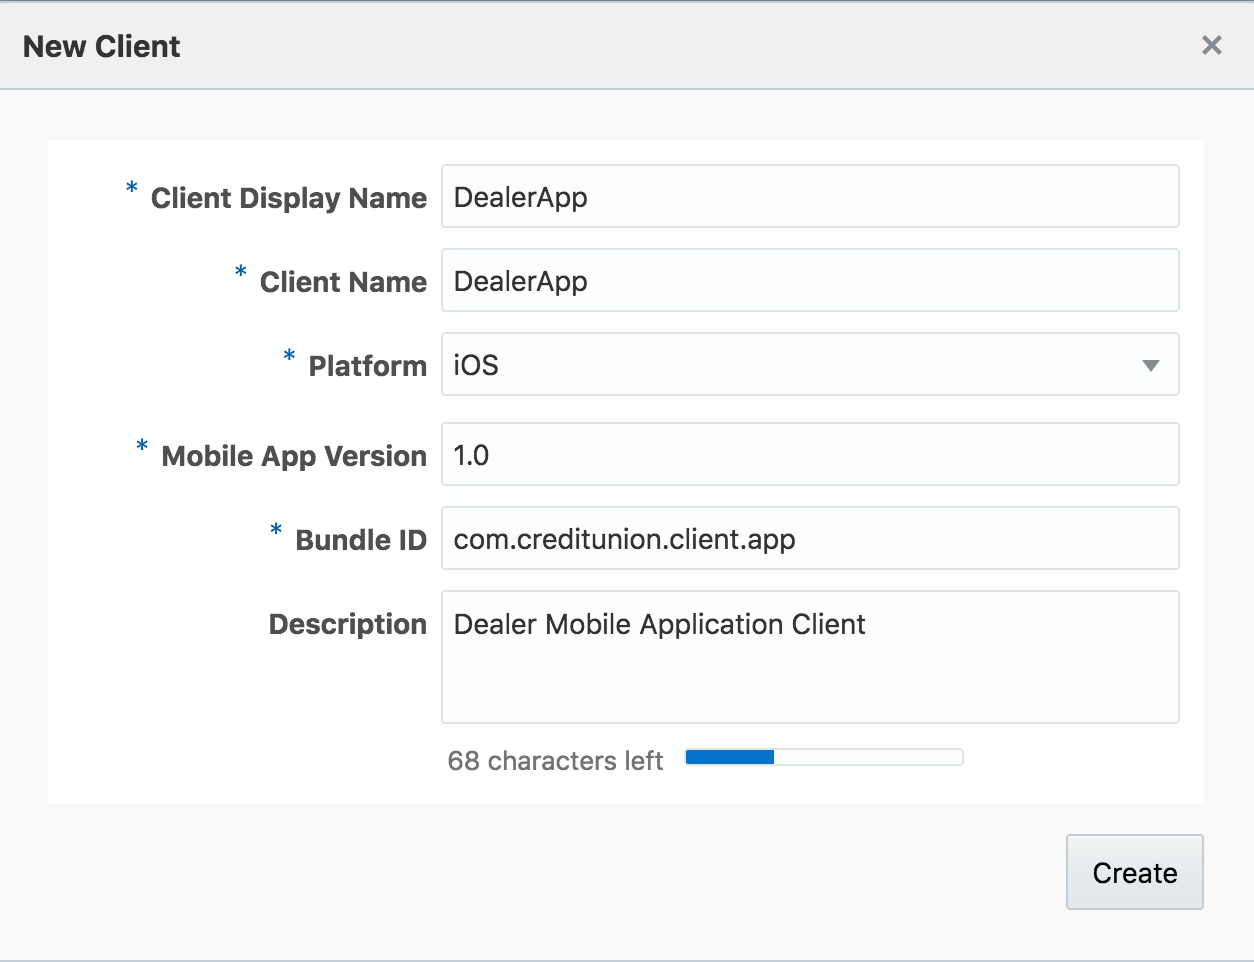 New Client
* Client Display Name DealerApp
* Client Name DealerApp
* Platform iOS
* Mobile App Version 1.0
* Bundle ID com.creditunion.client.app
Description Dealer Mobile Application Client
68 characters left
Create